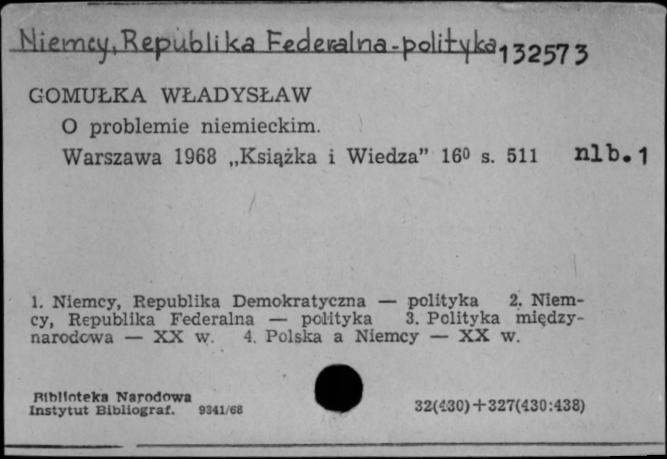 Niemcy, Republika Federalna - polityka 132573
GOMUŁKA WŁADYSŁAW
O problemie niemieckim.
Warszawa 1968 „Książka i Wiedza” 16⁰ s. 511 nlb. 1
1. Niemcy, Republika Demokratyczna — polityka 2. Niem-
cy, Republika Federalna — polityka 3. Polityka między-
narodowa — XX w. 4. Polska a Niemcy — XX w.
Biblioteka Narodowa
Instytut Bibliograf. 9341/68
32(430)+327(430:438)